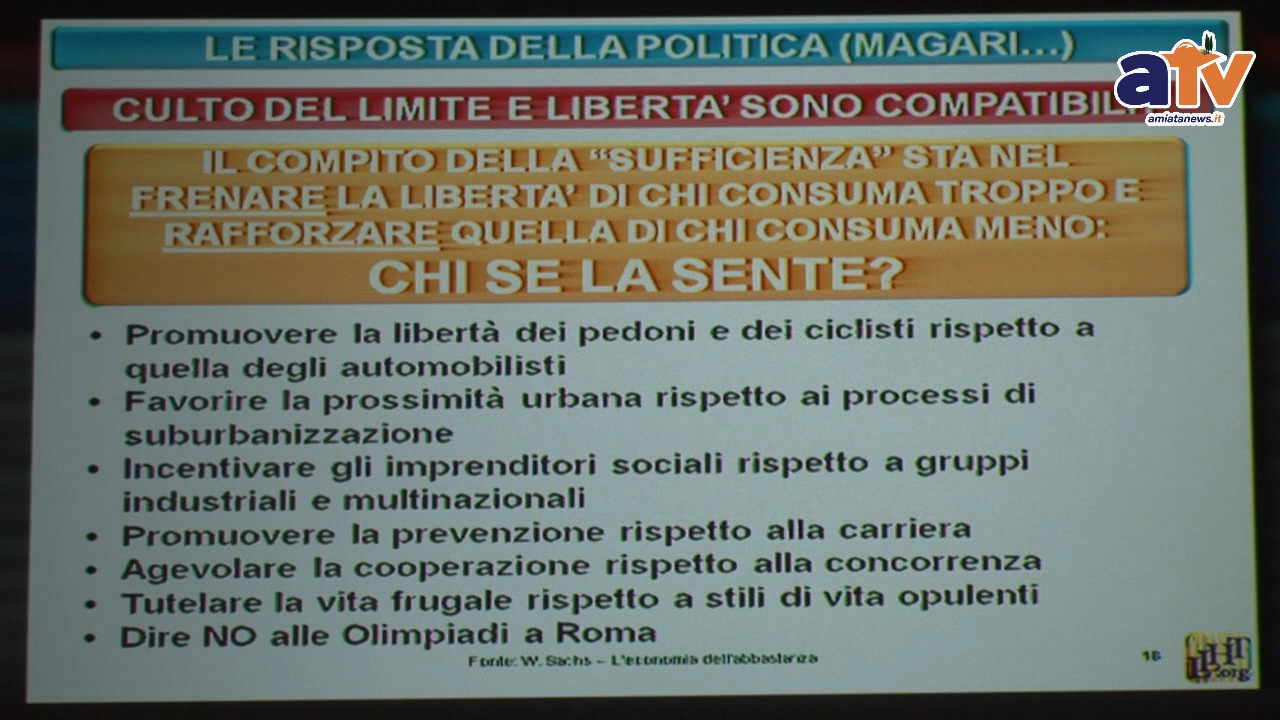 LE RISPOSTA DELLA POLITICA (MAGARI...)
aTv
amiatanews.it
CULTO DEL LIMITE E LIBERTA' SONO COMPATIBIL
IL COMPITO DELLA “SUFFICIENZA” STA NEL
FRENARE LA LIBERTA' DI CHI CONSUMA TROPPO E
RAFFORZARE QUELLA DI CHI CONSUMA MENO:
CHI SE LA SENTE?
• Promuovere la libertà dei pedoni e dei ciclisti rispetto a
quella degli automobilisti
• Favorire la prossimità urbana rispetto ai processi di
suburbanizzazione
• Incentivare gli imprenditori sociali rispetto a gruppi
industriali e multinazionali
• Promuovere la prevenzione rispetto alla carriera
• Agevolare la cooperazione rispetto alla concorrenza
• Tutelare la vita frugale rispetto a stili di vita opulenti
• Dire NO alle Olimpiadi a Roma
Fonte: W. Sachs – L'economia dell'abbastanza
18
.org